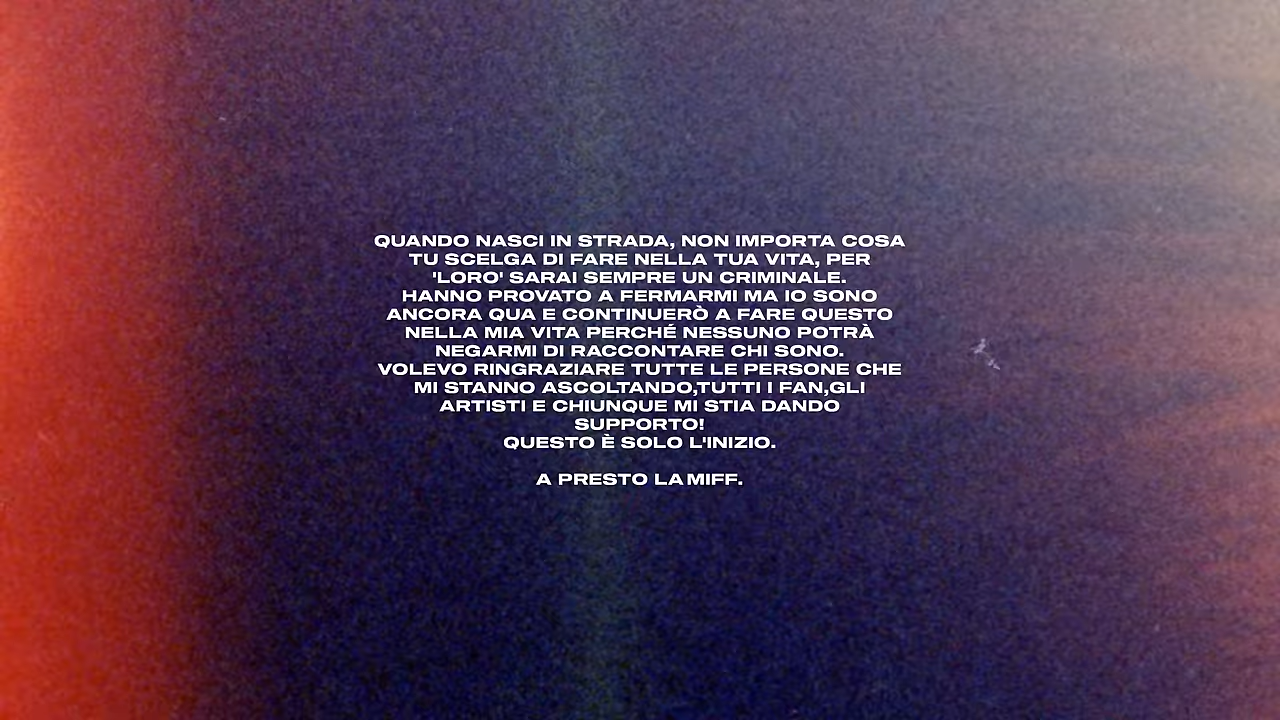 QUANDO NASCI IN STRADA, NON IMPORTA COSA
TU SCELGA DI FARE NELLA TUA VITA, PER
'LORO' SARAI SEMPRE UN CRIMINALE.
HANNO PROVATO A FERMARMI MA IO SONO
ANCORA QUA E CONTINUERÒ A FARE QUESTO
NELLA MIA VITA PERCHÉ NESSUNO POTRÀ
NEGARMI DI RACCONTARE CHI SONO.
VOLEVO RINGRAZIARE TUTTE LE PERSONE CHE
MI STANNO ASCOLTANDO,TUTTI I FAN,GLI
ARTISTI E CHIUNQUE MI STIA DANDO
SUPPORTO!
QUESTO È SOLO L'INIZIO.
A PRESTO LA MIFF.